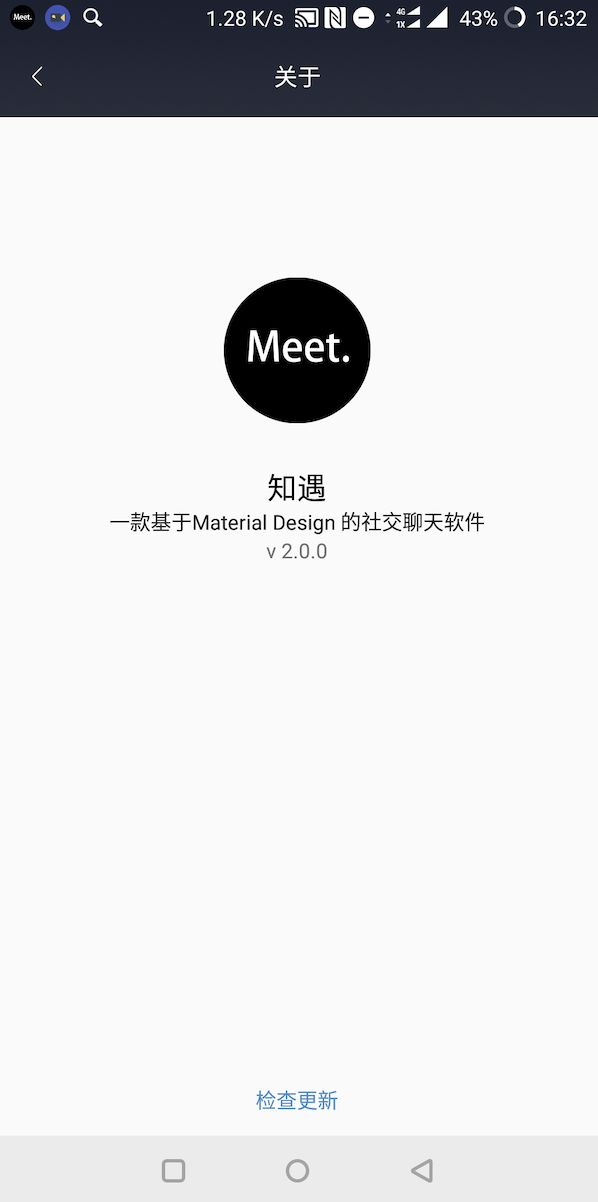 Meet. 1.28 K/s 4G 1X 43% 16:32
关于
Meet.
知遇
一款基于Material Design 的社交聊天软件
v 2.0.0
检查更新